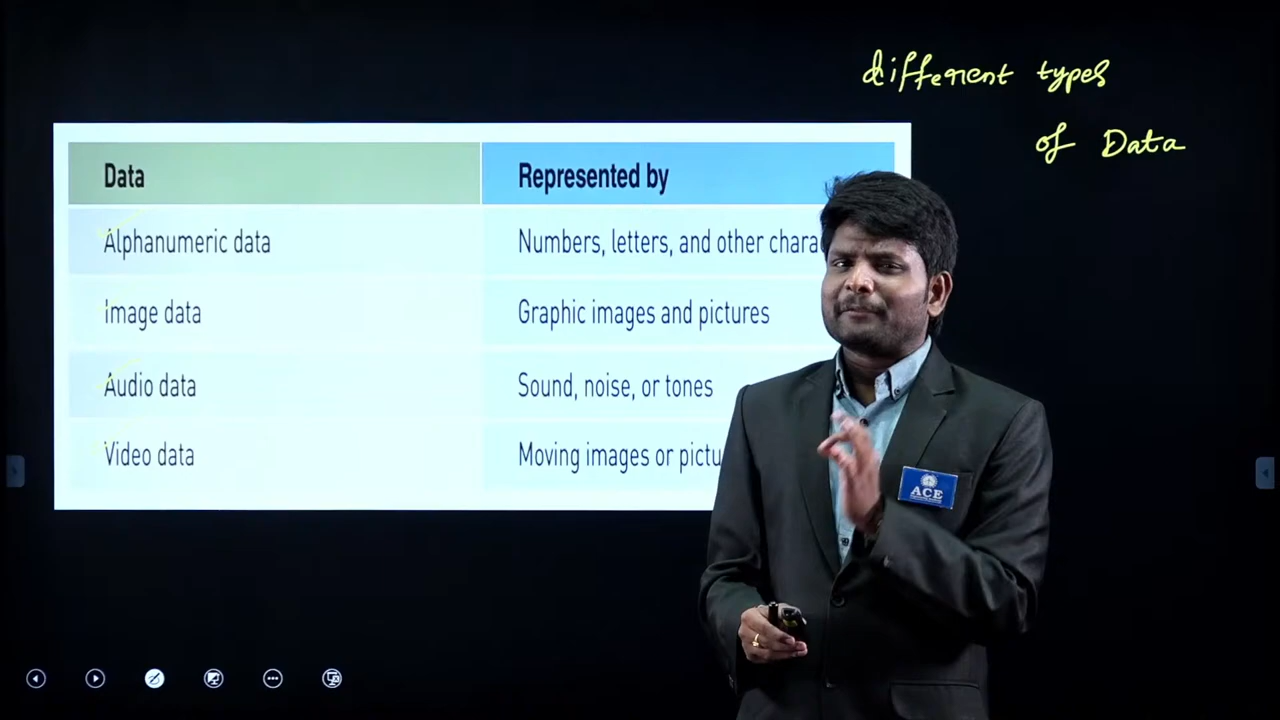 different types
of Data
Data Represented by
Alphanumeric data Numbers, letters, and other charac
Image data Graphic images and pictures
Audio data Sound, noise, or tones
Video data Moving images or pictu
ACE